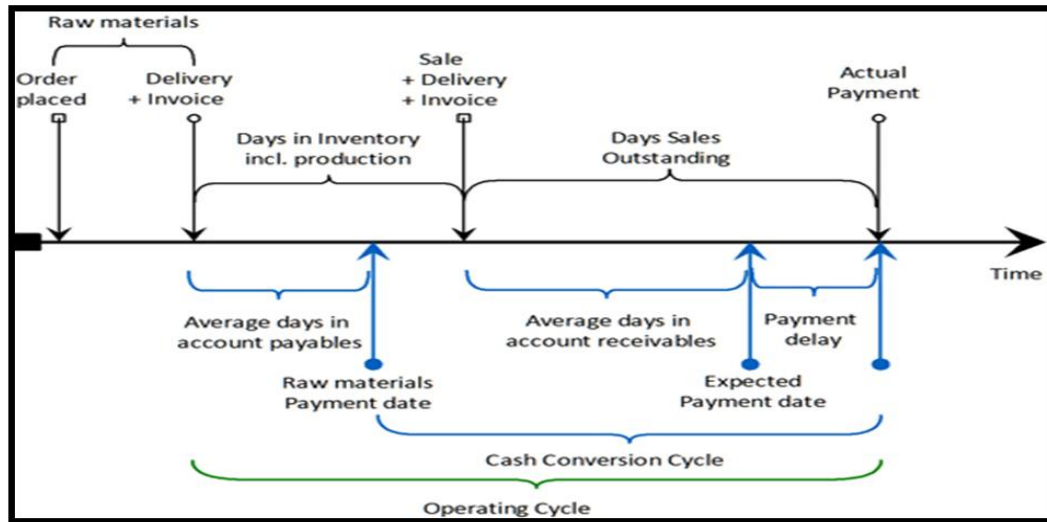 Raw materials
Order
placed
Delivery
+ Invoice
Sale
+ Delivery
+ Invoice
Actual
Payment
Days in Inventory
incl. production
Days Sales
Outstanding
Time
Average days in
account payables
Average days in
account receivables
Payment
delay
Raw materials
Payment date
Expected
Payment date
Cash Conversion Cycle
Operating Cycle